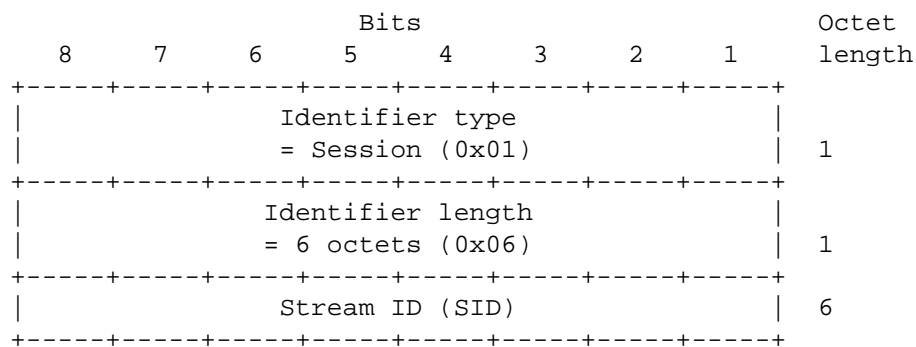 Bits                        Octet
   8     7     6     5     4     3     2     1     length
+-----+-----+-----+-----+-----+-----+-----+-----+
|                Identifier type                |
|                = Session (0x01)               |  1
+-----+-----+-----+-----+-----+-----+-----+-----+
|               Identifier length               |
|               = 6 octets (0x06)               |  1
+-----+-----+-----+-----+-----+-----+-----+-----+
|                Stream ID (SID)                |  6
+-----+-----+-----+-----+-----+-----+-----+-----+